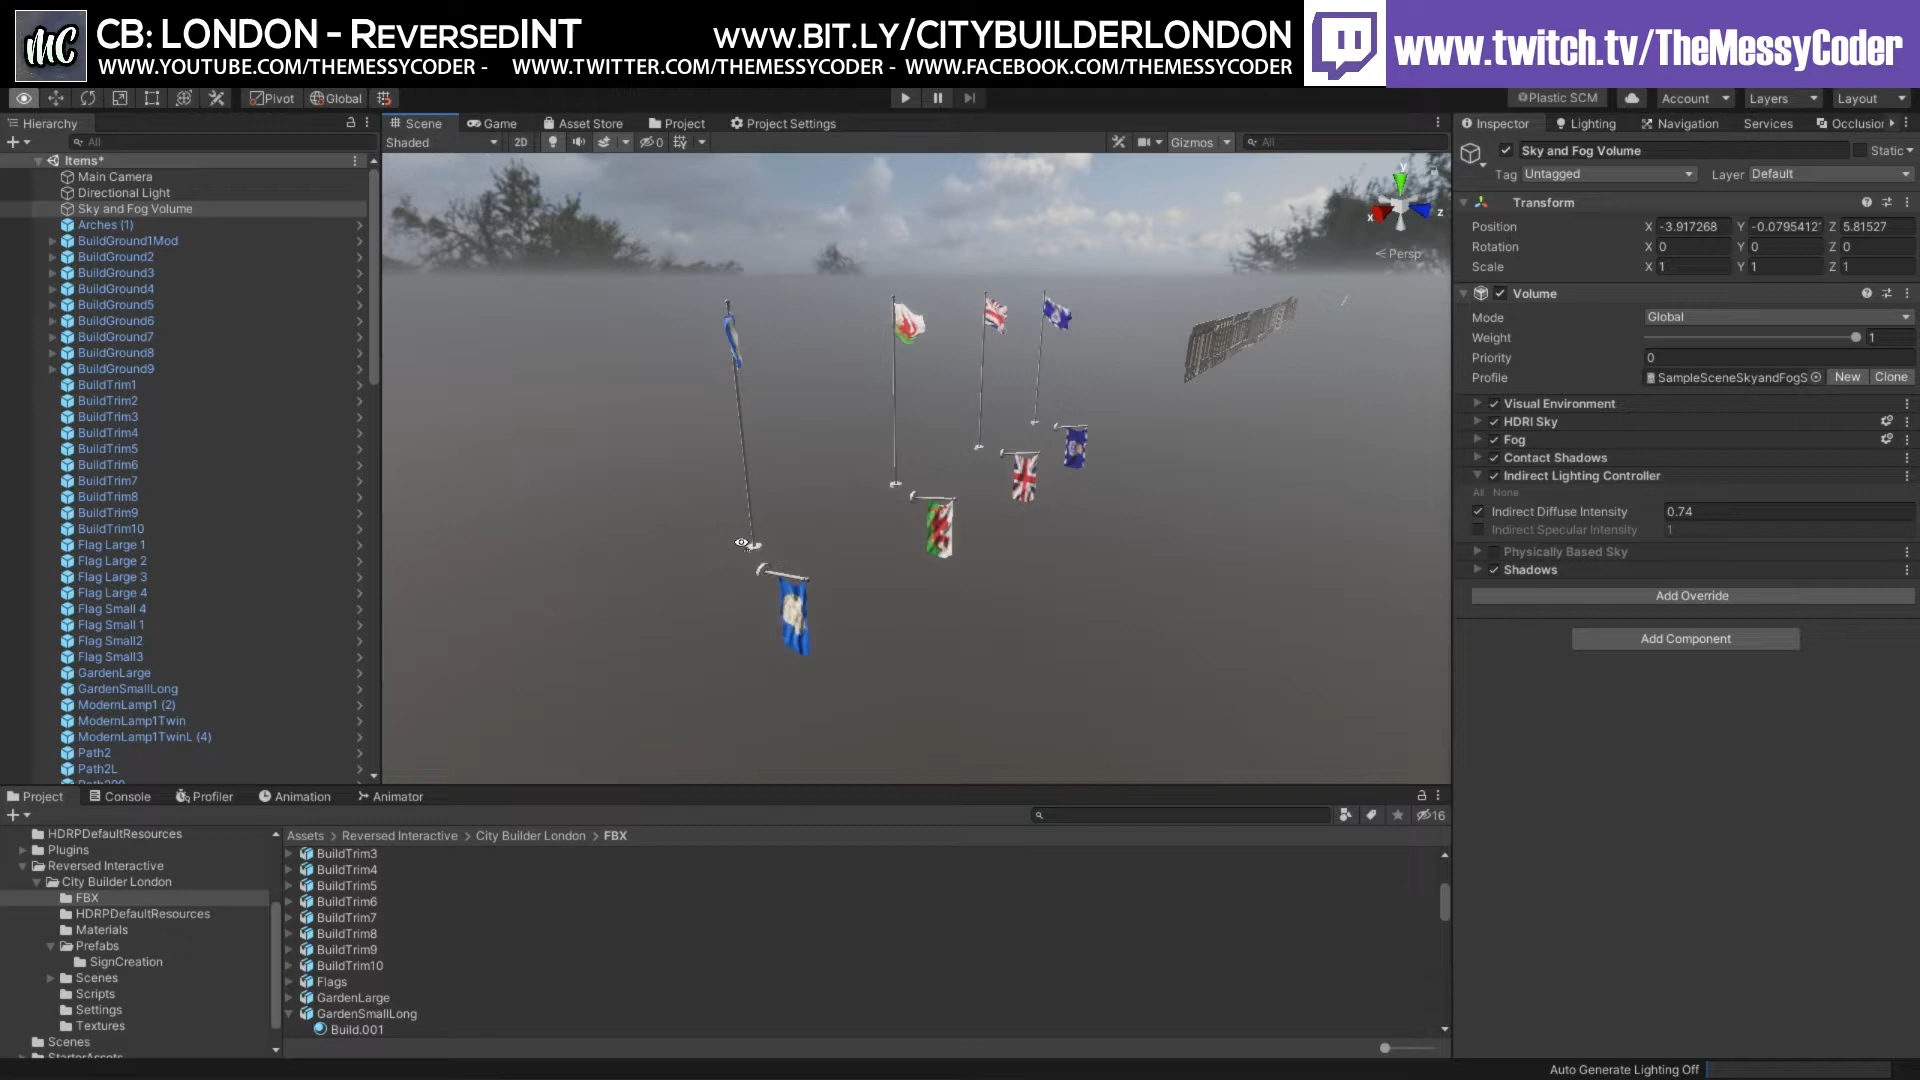 MC
CB: LONDON - REVERSEDINT
WWW.BIT.LY/CITYBUILDERLONDON
WWW.YOUTUBE.COM/THEMESSYCODER - WWW.TWITTER.COM/THEMESSYCODER - WWW.FACEBOOK.COM/THEMESSYCODER
www.twitch.tv/TheMessyCoder
Pivot
Global
Plastic SCM
Account
Layers
Layout
Hierarchy
All
Items*
Main Camera
Directional Light
Sky and Fog Volume
Arches (1)
BuildGround1Mod
BuildGround2
BuildGround3
BuildGround4
BuildGround5
BuildGround6
BuildGround7
BuildGround8
BuildGround9
BuildTrim1
BuildTrim2
BuildTrim3
BuildTrim4
BuildTrim5
BuildTrim6
BuildTrim7
BuildTrim8
BuildTrim9
BuildTrim10
Flag Large 1
Flag Large 2
Flag Large 3
Flag Large 4
Flag Small 4
Flag Small 1
Flag Small2
Flag Small3
GardenLarge
GardenSmallLong
ModernLamp1 (2)
ModernLamp1Twin
ModernLamp1TwinL (4)
Path2
Path2L
Scene
Game
Asset Store
Project
Project Settings
Shaded
2D
0
Gizmos
All
y
x
z
Persp
Inspector
Lighting
Navigation
Services
Occlusion
Sky and Fog Volume
Static
Tag Untagged
Layer Default
Transform
Position X -3.917268 Y -0.0795412 Z 5.81527
Rotation X 0 Y 0 Z 0
Scale X 1 Y 1 Z 1
Volume
Mode Global
Weight 1
Priority 0
Profile SampleSceneSkyandFogS New Clone
Visual Environment
HDRI Sky
Fog
Contact Shadows
Indirect Lighting Controller
All None
Indirect Diffuse Intensity 0.74
Indirect Specular Intensity 1
Physically Based Sky
Shadows
Add Override
Add Component
Project
Console
Profiler
Animation
Animator
16
HDRPDefaultResources
Plugins
Reversed Interactive
City Builder London
FBX
HDRPDefaultResources
Materials
Prefabs
SignCreation
Scenes
Scripts
Settings
Textures
Scenes
StarterAssets
Assets > Reversed Interactive > City Builder London > FBX
BuildTrim3
BuildTrim4
BuildTrim5
BuildTrim6
BuildTrim7
BuildTrim8
BuildTrim9
BuildTrim10
Flags
GardenLarge
GardenSmallLong
Build.001
Auto Generate Lighting Off